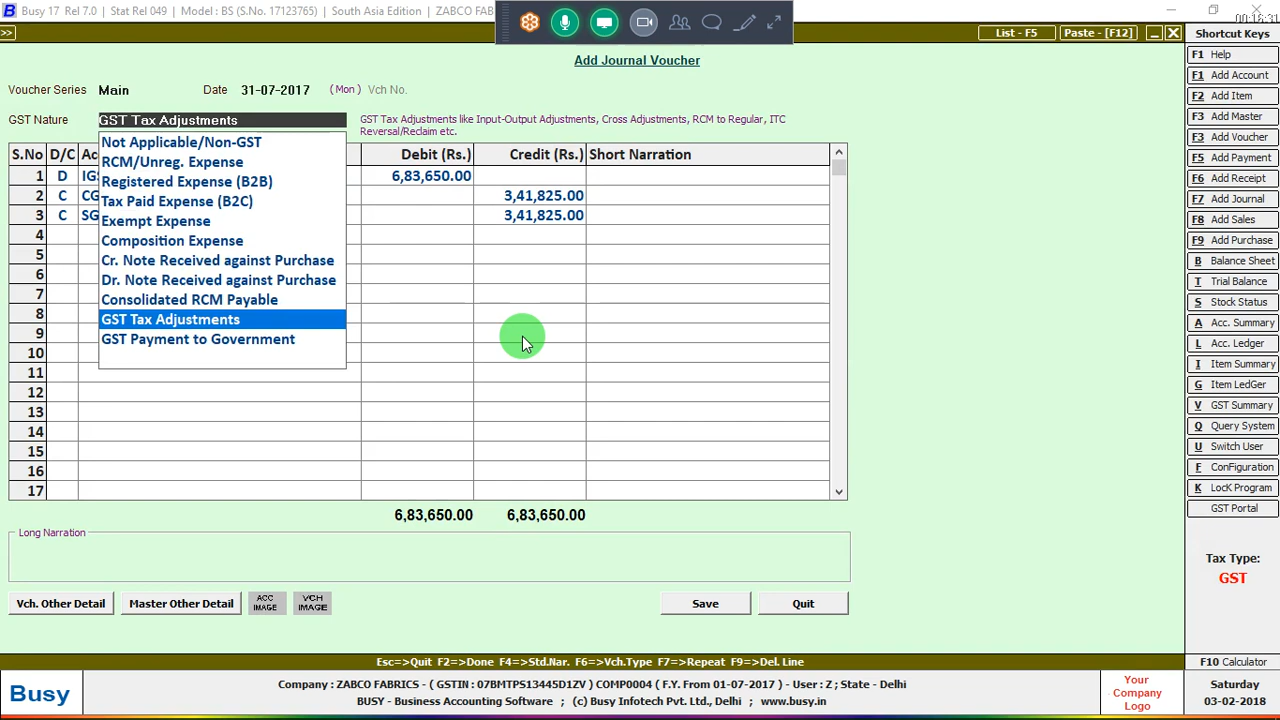 Busy 17 Rel 7.0 | Stat Rel 049 | Model : BS (S.No. 17123765) | South Asia Edition | ZABCO FABR
00:15:31
>>
List - F5
Paste - [F12]
Shortcut Keys
Add Journal Voucher
Voucher Series Main Date 31-07-2017 (Mon) Vch No.
GST Nature GST Tax Adjustments
GST Tax Adjustments like Input-Output Adjustments, Cross Adjustments, RCM to Regular, ITC
Reversal/Reclaim etc.
Not Applicable/Non-GST
RCM/Unreg. Expense
Registered Expense (B2B)
Tax Paid Expense (B2C)
Exempt Expense
Composition Expense
Cr. Note Received against Purchase
Dr. Note Received against Purchase
Consolidated RCM Payable
GST Tax Adjustments
GST Payment to Government
S.No D/C Ac Debit (Rs.) Credit (Rs.) Short Narration
1 D IG 6,83,650.00
2 C CG 3,41,825.00
3 C SG 3,41,825.00
4
5
6
7
8
9
10
11
12
13
14
15
16
17
6,83,650.00 6,83,650.00
Long Narration
Vch. Other Detail
Master Other Detail
ACC
IMAGE
VCH
IMAGE
Save
Quit
F1 Help
F1 Add Account
F2 Add Item
F3 Add Master
F3 Add Voucher
F5 Add Payment
F6 Add Receipt
F7 Add Journal
F8 Add Sales
F9 Add Purchase
B Balance Sheet
T Trial Balance
S Stock Status
A Acc. Summary
L Acc. Ledger
I Item Summary
G Item LedGer
V GST Summary
Q Query System
U Switch User
F Configuration
K LocK Program
GST Portal
Tax Type:
GST
F10 Calculator
Esc=>Quit F2=>Done F4=>Std.Nar. F6=>Vch.Type F7=>Repeat F9=>Del. Line
Busy
Company : ZABCO FABRICS - ( GSTIN : 07BMTPS13445D1ZV ) COMP0004 ( F.Y. From 01-07-2017 ) - User : Z ; State - Delhi
BUSY - Business Accounting Software ; (c) Busy Infotech Pvt. Ltd., Delhi ; www.busy.in
Your
Company
Logo
Saturday
03-02-2018